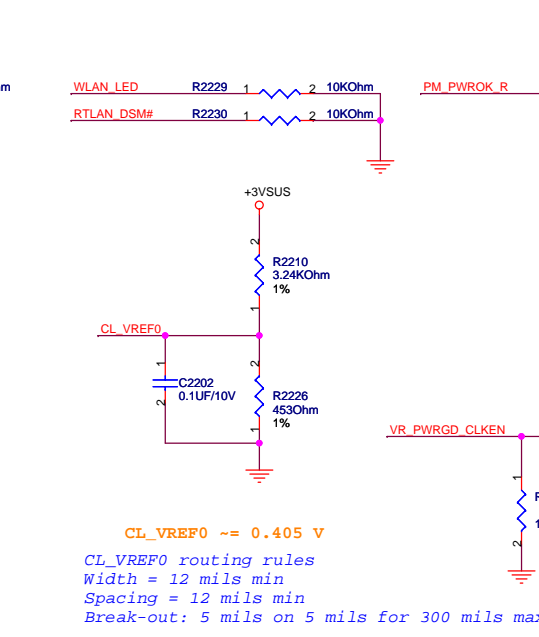 m
WLAN_LED R2229 1 2 10KOhm PM_PWROK_R
RTLAN_DSM# R2230 1 2 10KOhm
+3VSUS
2
R2210
3.24KOhm
1%
1
CL_VREF0
1 2
C2202
0.1UF/10V
2
R2226
453Ohm
1%
1
VR_PWRGD_CLKEN
1
R
1
2
CL_VREF0 ~= 0.405 V
CL_VREF0 routing rules
Width = 12 mils min
Spacing = 12 mils min
Break-out: 5 mils on 5 mils for 300 mils max